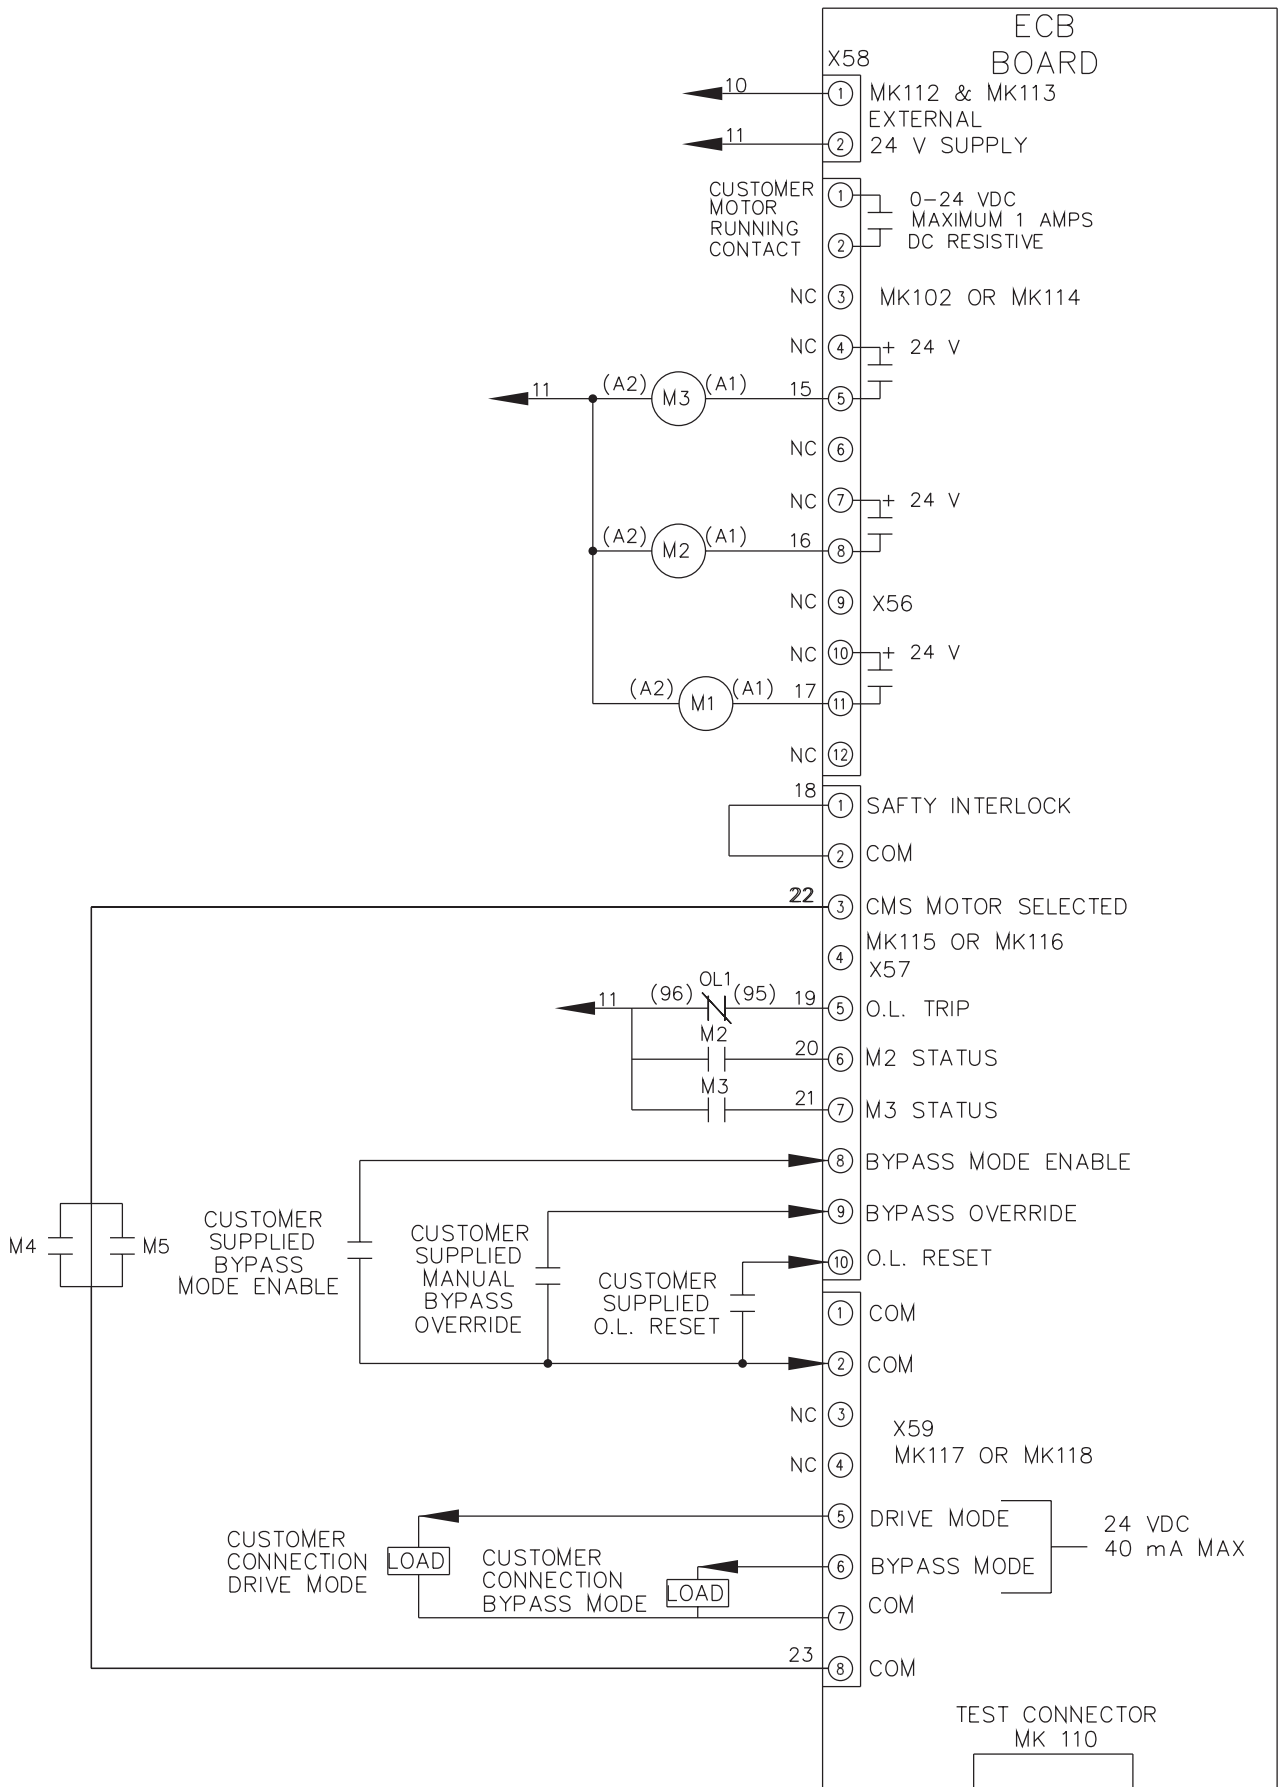 ECB
BOARD
X58
10
1
MK112 & MK113
EXTERNAL
11
2
24 V SUPPLY
CUSTOMER
MOTOR
RUNNING
CONTACT
1
0-24 VDC
MAXIMUM 1 AMPS
2
DC RESISTIVE
NC
3
MK102 OR MK114
NC
4
+ 24 V
11
(A2)
M3
(A1)
15
5
NC
6
NC
7
+ 24 V
(A2)
M2
(A1)
16
8
NC
9
X56
NC
10
+ 24 V
(A2)
M1
(A1)
17
11
NC
12
18
1
SAFTY INTERLOCK
2
COM
22
3
CMS MOTOR SELECTED
4
MK115 OR MK116
X57
11
(96)
OL1
(95)
19
5
O.L. TRIP
M2
20
6
M2 STATUS
M3
21
7
M3 STATUS
8
BYPASS MODE ENABLE
9
BYPASS OVERRIDE
10
O.L. RESET
M4
M5
CUSTOMER
SUPPLIED
BYPASS
MODE ENABLE
CUSTOMER
SUPPLIED
MANUAL
BYPASS
OVERRIDE
CUSTOMER
SUPPLIED
O.L. RESET
1
COM
2
COM
NC
3
X59
MK117 OR MK118
NC
4
5
DRIVE MODE
24 VDC
40 mA MAX
CUSTOMER
CONNECTION
DRIVE MODE
LOAD
CUSTOMER
CONNECTION
BYPASS MODE
LOAD
6
BYPASS MODE
7
COM
23
8
COM
TEST CONNECTOR
MK 110